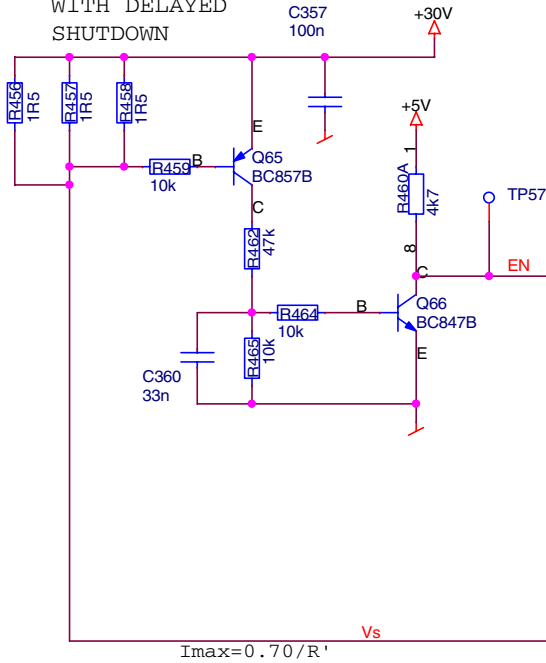 WITH DELAYED
SHUTDOWN
C357
100n
+30V
R456
1R5
R457
1R5
R458
1R5
+5V
E
Q65
BC857B
B
R459
10k
1
R460A
4k7
TP57
C
R462
47k
8
C
EN
R464
10k
B
Q66
BC847B
R465
10k
E
C360
33n
Vs
Imax=0.70/R'